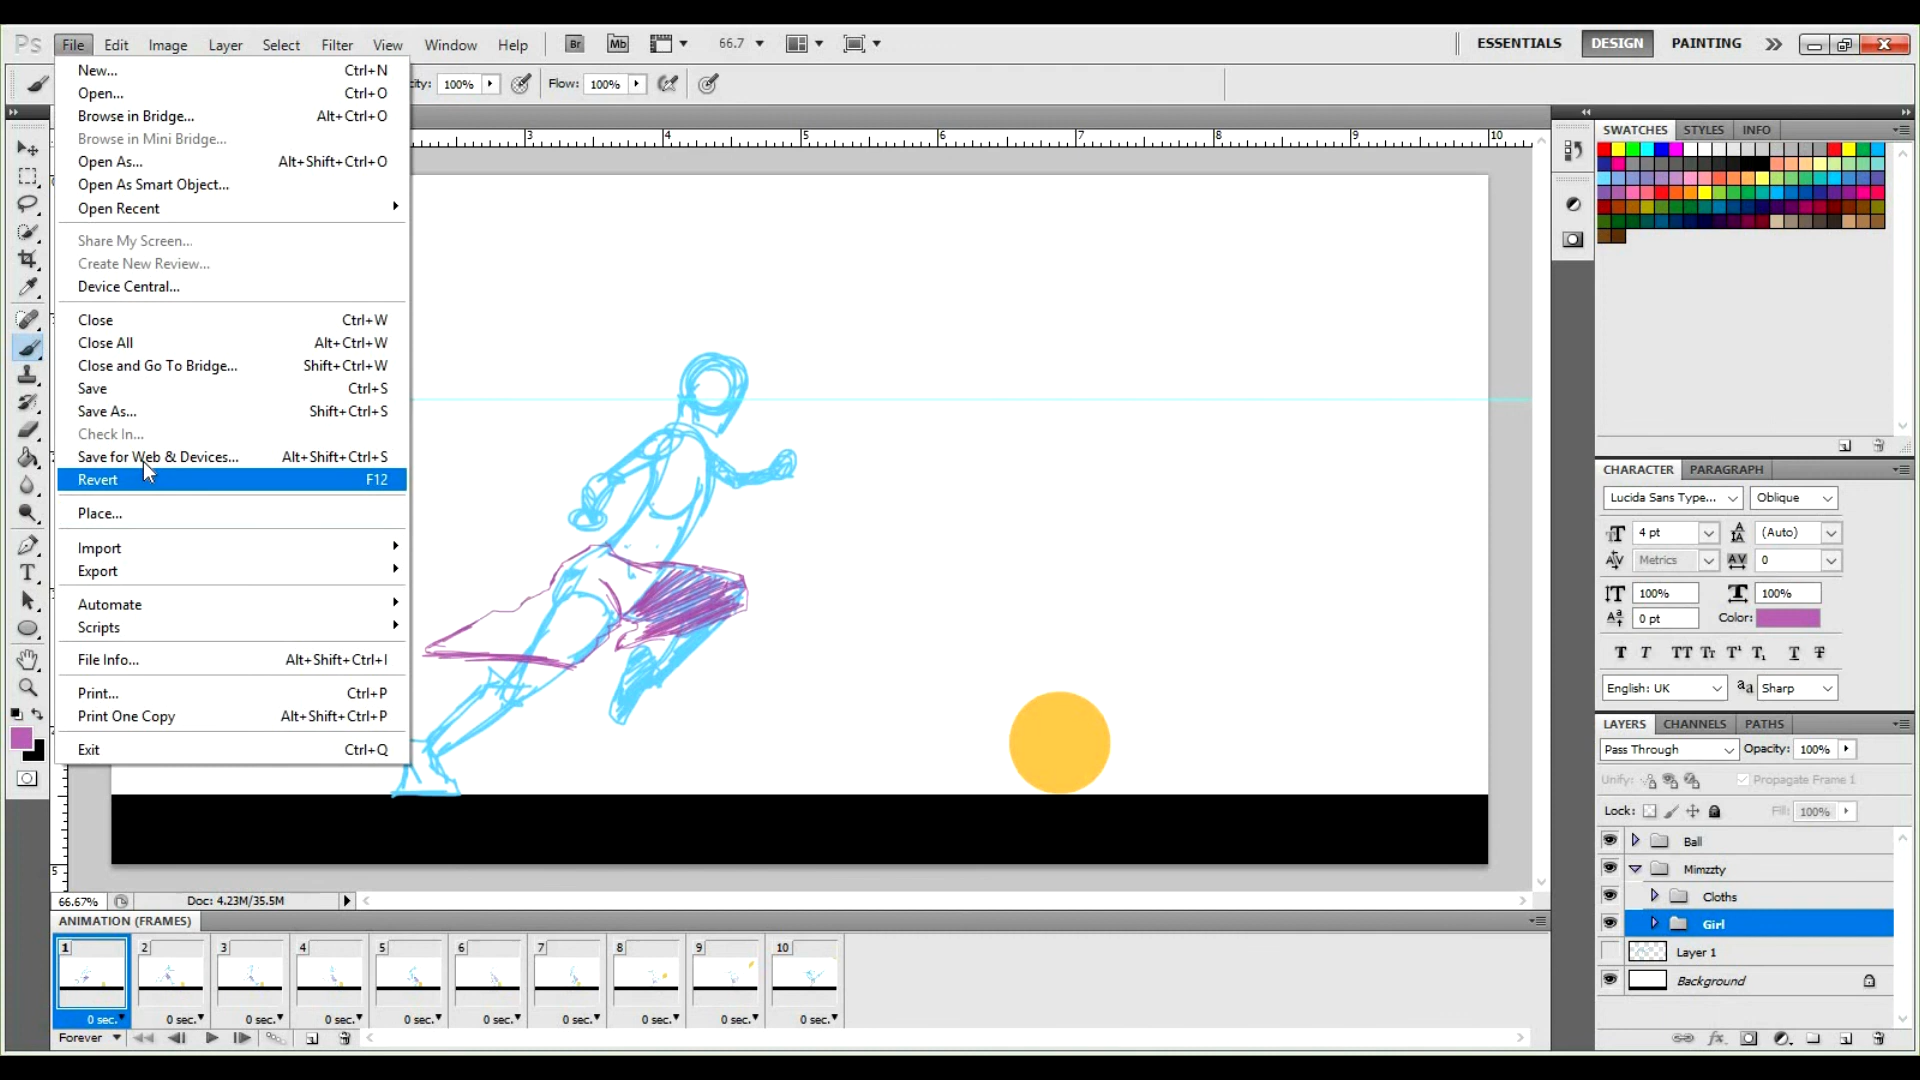 Ps File Edit Image Layer Select Filter View Window Help Br Mb 66.7 ESSENTIALS DESIGN PAINTING
100% Flow: 100%
New... Ctrl+N
Open... Ctrl+O
Browse in Bridge... Alt+Ctrl+O
Browse in Mini Bridge...
Open As... Alt+Shift+Ctrl+O
Open As Smart Object...
Open Recent
Share My Screen...
Create New Review...
Device Central...
Close Ctrl+W
Close All Alt+Ctrl+W
Close and Go To Bridge... Shift+Ctrl+W
Save Ctrl+S
Save As... Shift+Ctrl+S
Check In...
Save for Web & Devices... Alt+Shift+Ctrl+S
Revert F12
Place...
Import
Export
Automate
Scripts
File Info... Alt+Shift+Ctrl+I
Print... Ctrl+P
Print One Copy Alt+Shift+Ctrl+P
Exit Ctrl+Q
3 4 5 6 7 8 9 10
5
SWATCHES STYLES INFO
CHARACTER PARAGRAPH
Lucida Sans Type... Oblique
4 pt (Auto)
Metrics 0
100% 100%
0 pt Color:
T T TT Tr T¹ T₁ T T
English: UK aa Sharp
LAYERS CHANNELS PATHS
Pass Through Opacity: 100%
Unify: Propagate Frame 1
Lock: Fill: 100%
Ball
Mimzzty
Cloths
Girl
Layer 1
Background
66.67% Doc: 4.23M/35.5M
ANIMATION (FRAMES)
1 2 3 4 5 6 7 8 9 10
0 sec. 0 sec. 0 sec. 0 sec. 0 sec. 0 sec. 0 sec. 0 sec. 0 sec. 0 sec.
Forever